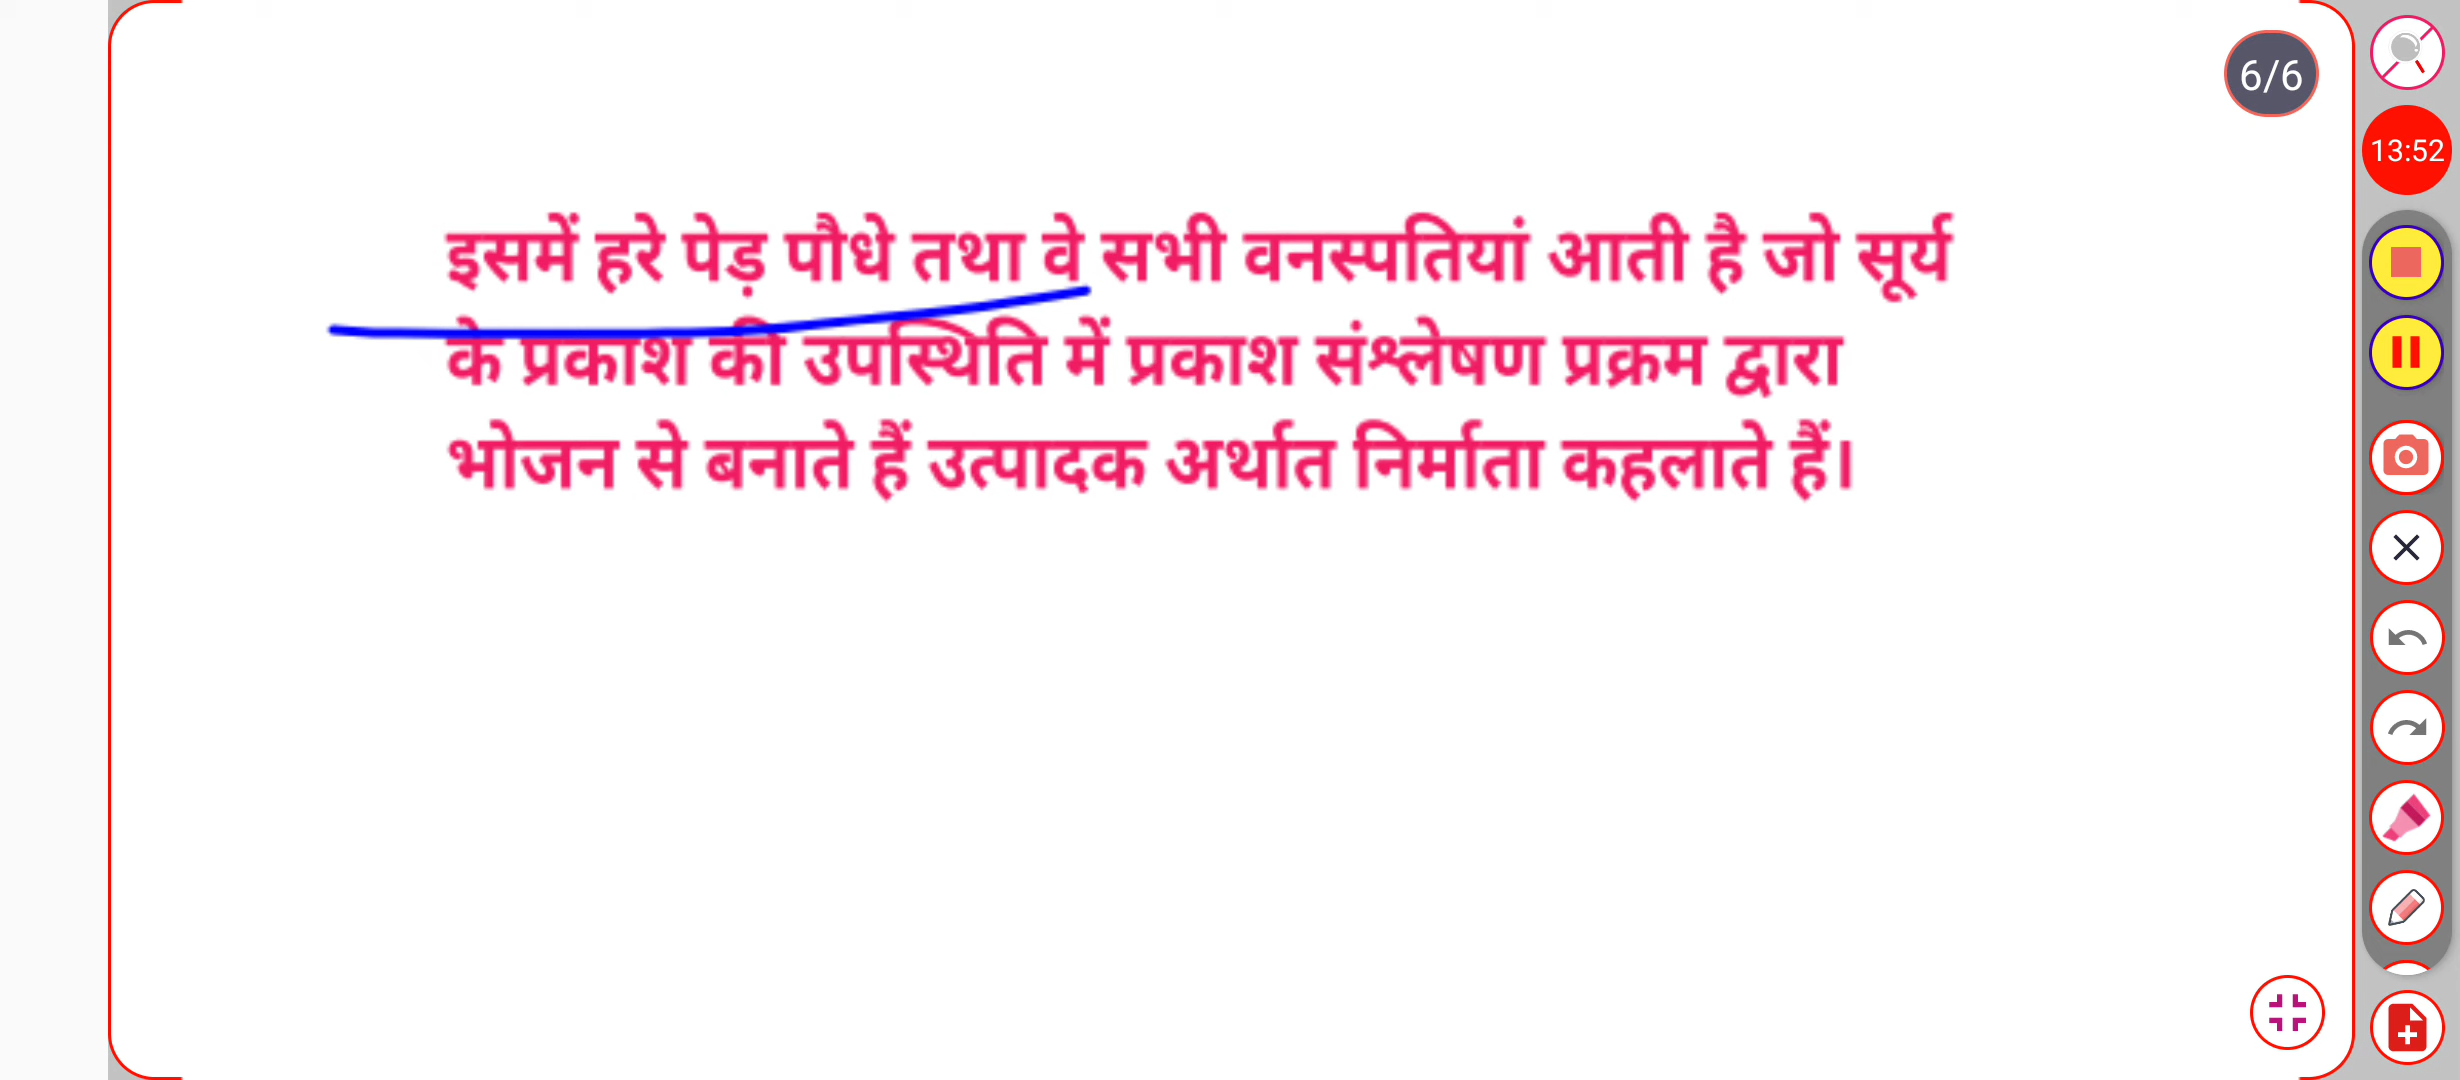 6/6
13:52
इसमें हरे पेड़ पौधे तथा वे सभी वनस्पतियां आती है जो सूर्य
के प्रकाश की उपस्थिति में प्रकाश संश्लेषण प्रक्रम द्वारा
भोजन से बनाते हैं उत्पादक अर्थात निर्माता कहलाते हैं।